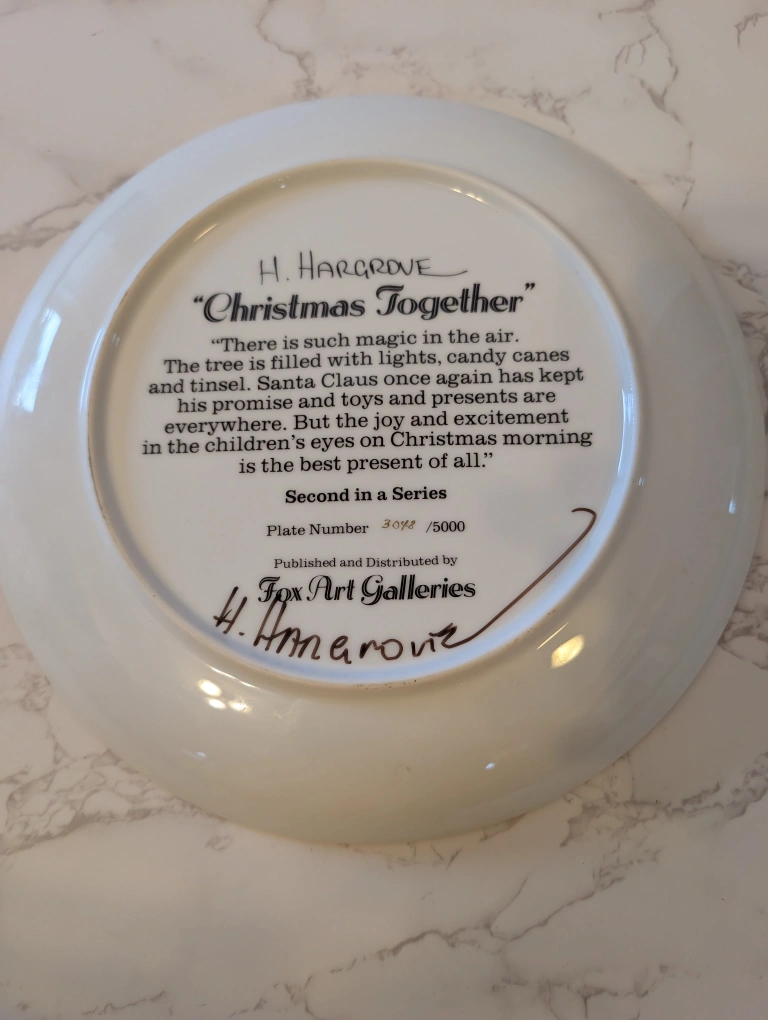 H. HARGROVE
"Christmas Together"
"There is such magic in the air.
The tree is filled with lights, candy canes
and tinsel. Santa Claus once again has kept
his promise and toys and presents are
everywhere. But the joy and excitement
in the children's eyes on Christmas morning
is the best present of all."
Second in a Series
Plate Number 3048 /5000
Published and Distributed by
Fox Art Galleries
H. Hargrove